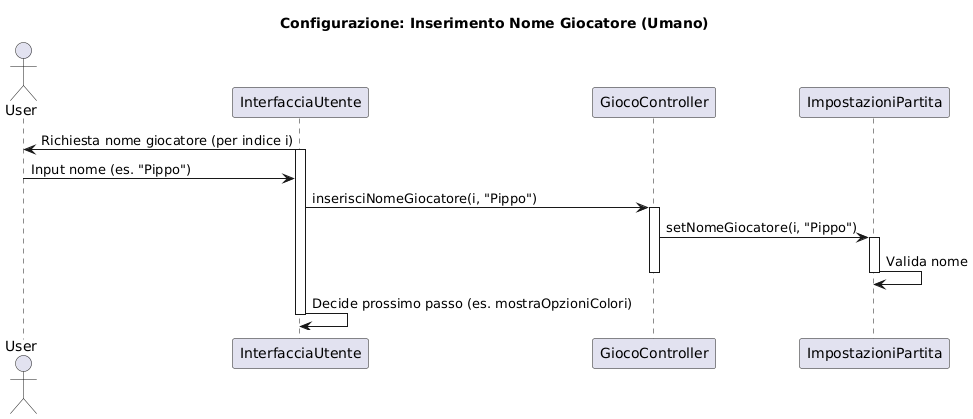 Configurazione: Inserimento Nome Giocatore (Umano)
User
InterfacciaUtente
GiocoController
ImpostazioniPartita
Richiesta nome giocatore (per indice i)
Input nome (es. "Pippo")
inserisciNomeGiocatore(i, "Pippo")
setNomeGiocatore(i, "Pippo")
Valida nome
Decide prossimo passo (es. mostraOpzioniColori)
User
InterfacciaUtente
GiocoController
ImpostazioniPartita